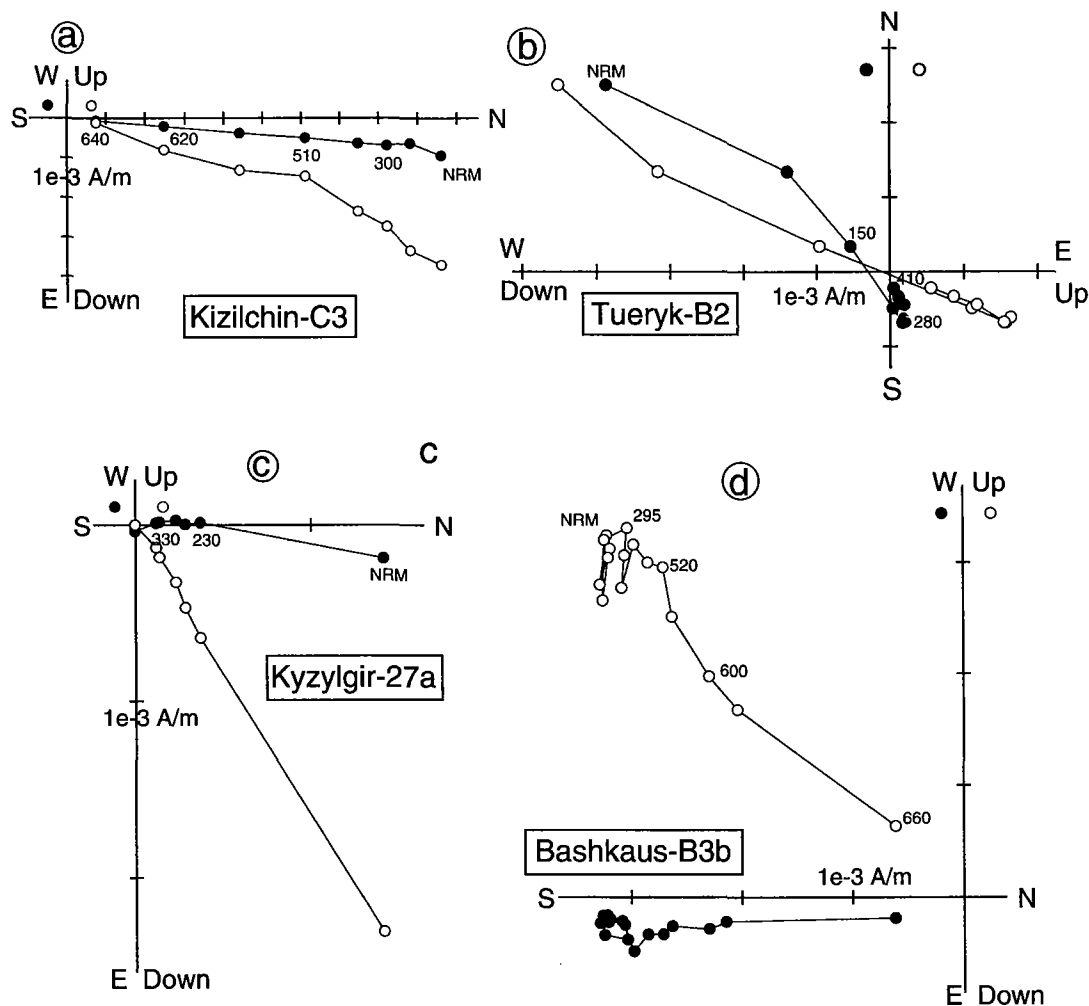 a
W Up
S N
640 620 510 300 NRM
1e-3 A/m
E Down
Kizilchin-C3
b
N
NRM
150
W E
Down Up
410
1e-3 A/m
280
Tueryk-B2
S
c
C
W Up
S N
330 230
NRM
Kyzylgir-27a
1e-3 A/m
E Down
d
W Up
NRM 295
520
600
660
Bashkaus-B3b
1e-3 A/m
S N
E Down